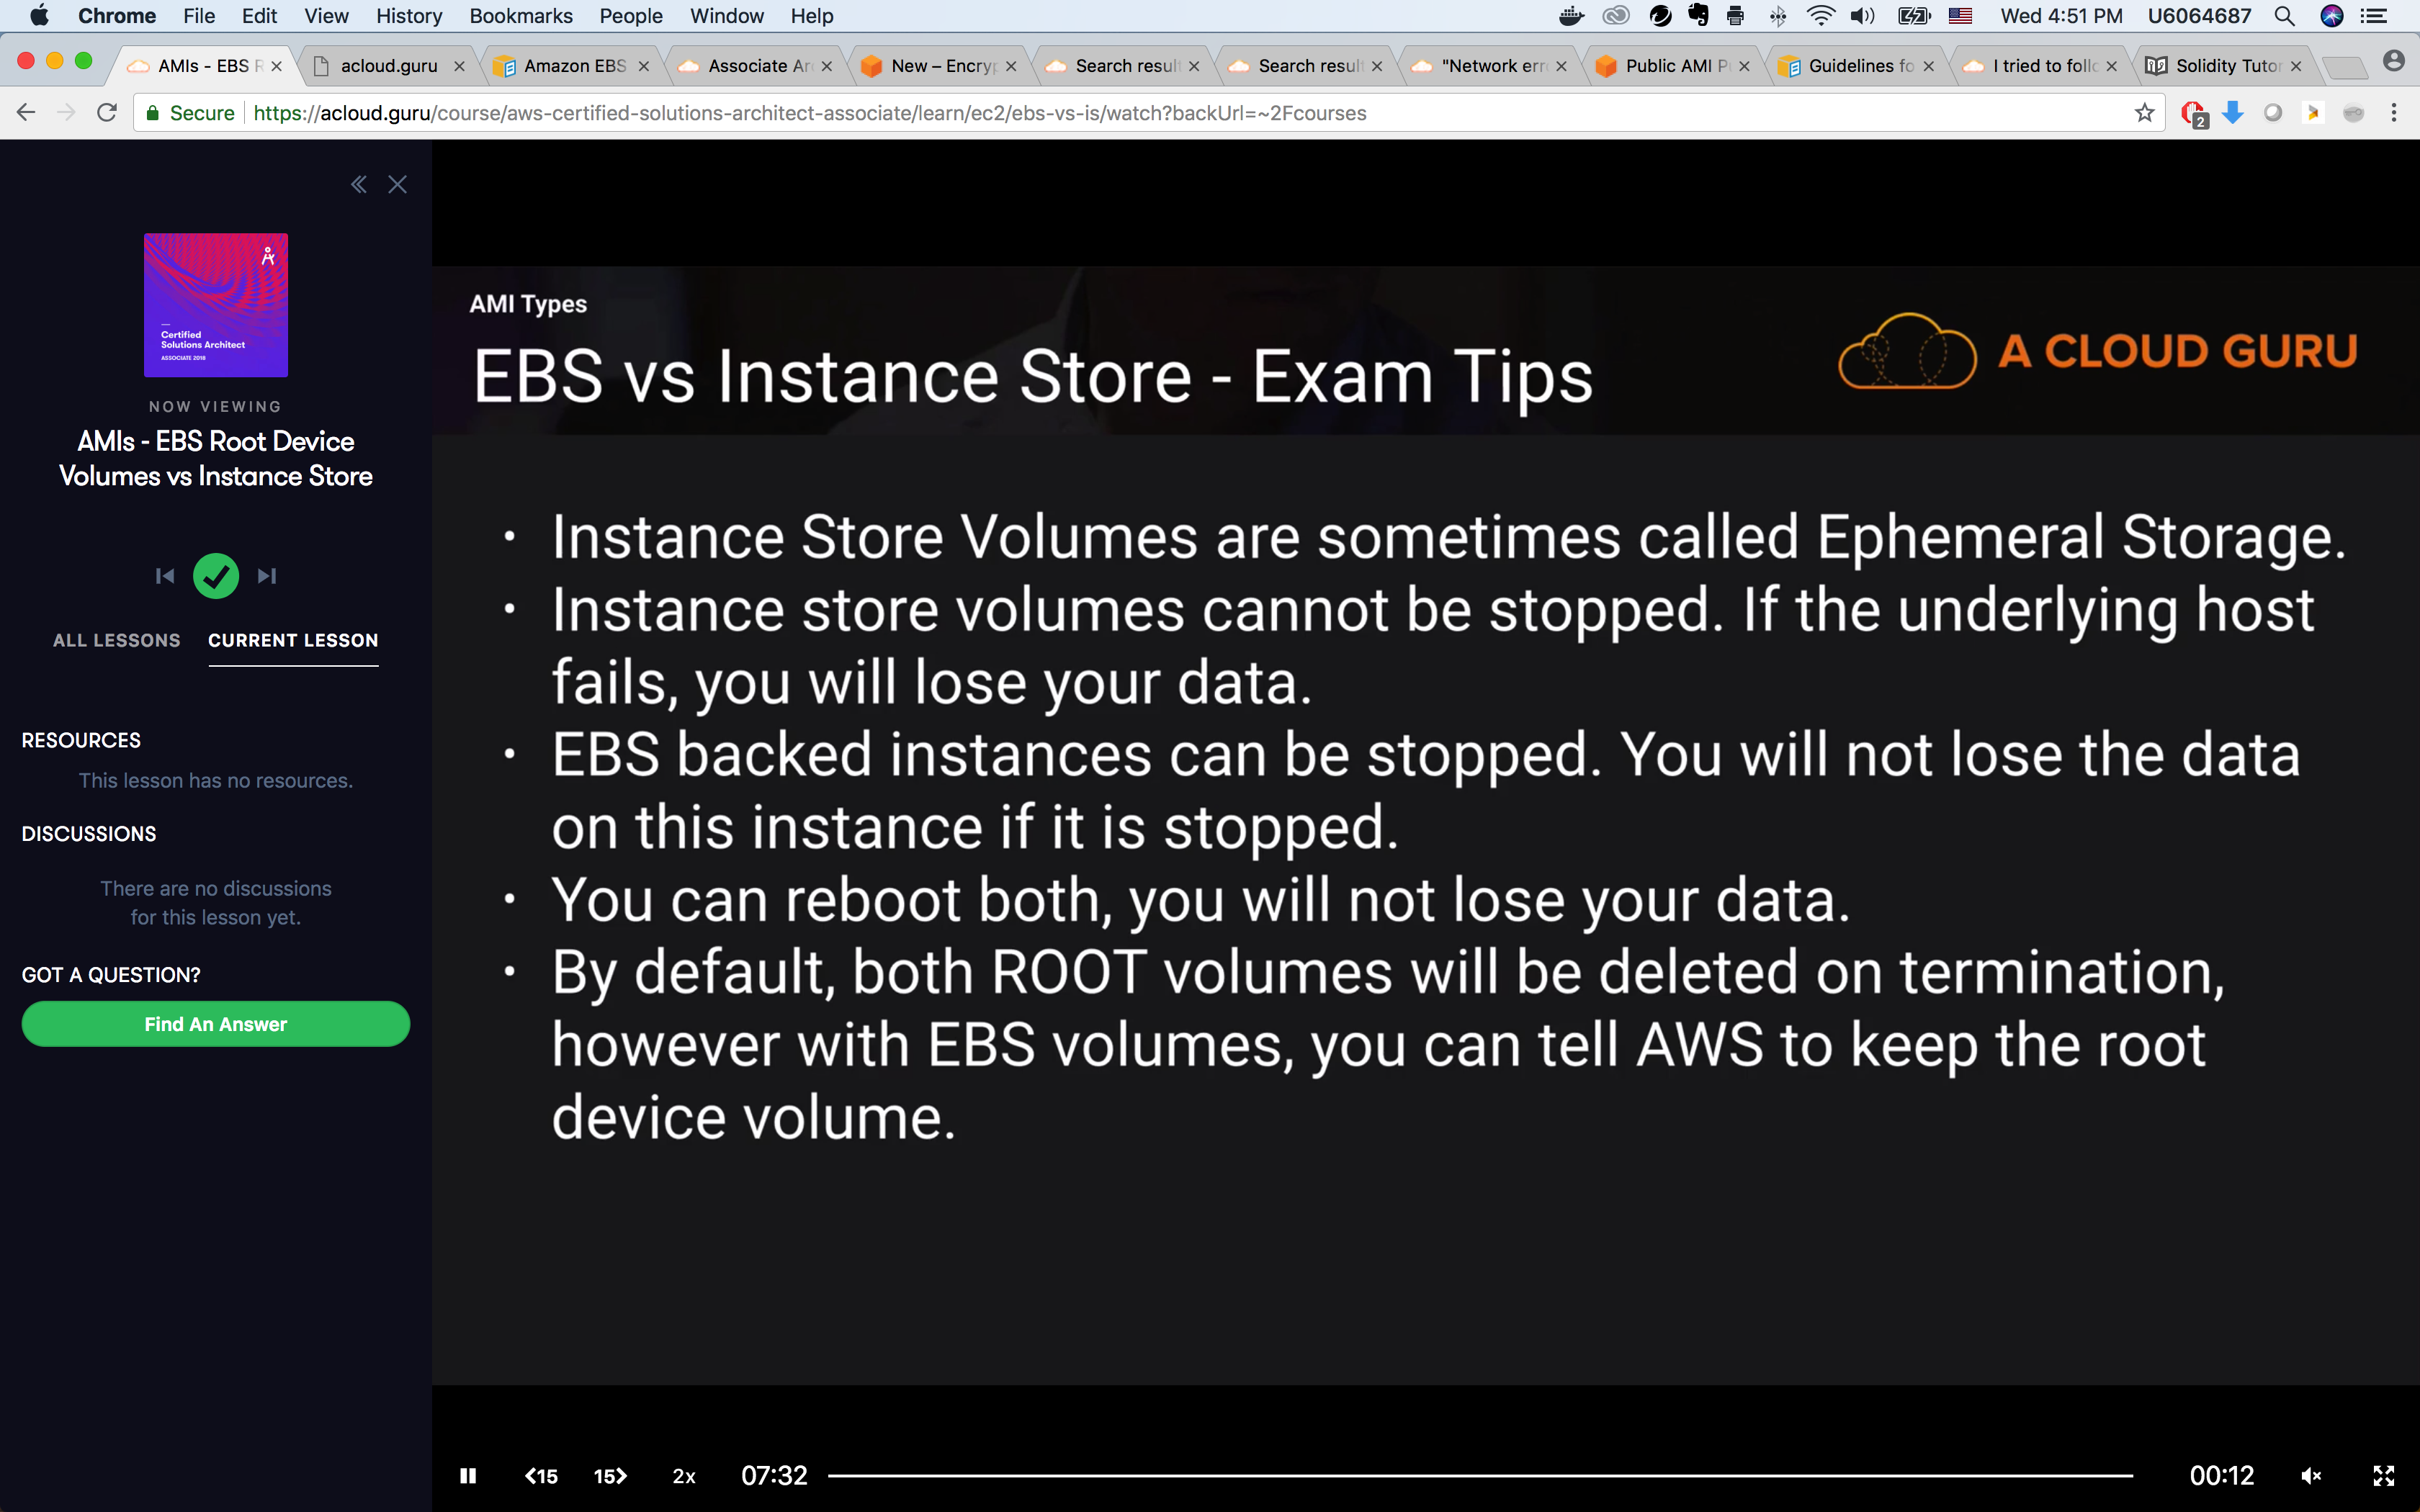 Chrome File Edit View History Bookmarks People Window Help Wed 4:51 PM U6064687
AMIs - EBS R acloud.guru Amazon EBS Associate Ar New – Encryp Search result Search result "Network erro Public AMI P Guidelines fo I tried to follo Solidity Tutor
Secure https://acloud.guru/course/aws-certified-solutions-architect-associate/learn/ec2/ebs-vs-is/watch?backUrl=~2Fcourses 2
Certified
Solutions Architect
ASSOCIATE 2018
NOW VIEWING
AMIs - EBS Root Device
Volumes vs Instance Store
ALL LESSONS CURRENT LESSON
RESOURCES
This lesson has no resources.
DISCUSSIONS
There are no discussions
for this lesson yet.
GOT A QUESTION?
Find An Answer
AMI Types
EBS vs Instance Store - Exam Tips
A CLOUD GURU
• Instance Store Volumes are sometimes called Ephemeral Storage.
• Instance store volumes cannot be stopped. If the underlying host
fails, you will lose your data.
• EBS backed instances can be stopped. You will not lose the data
on this instance if it is stopped.
• You can reboot both, you will not lose your data.
• By default, both ROOT volumes will be deleted on termination,
however with EBS volumes, you can tell AWS to keep the root
device volume.
15 15 2x 07:32 00:12